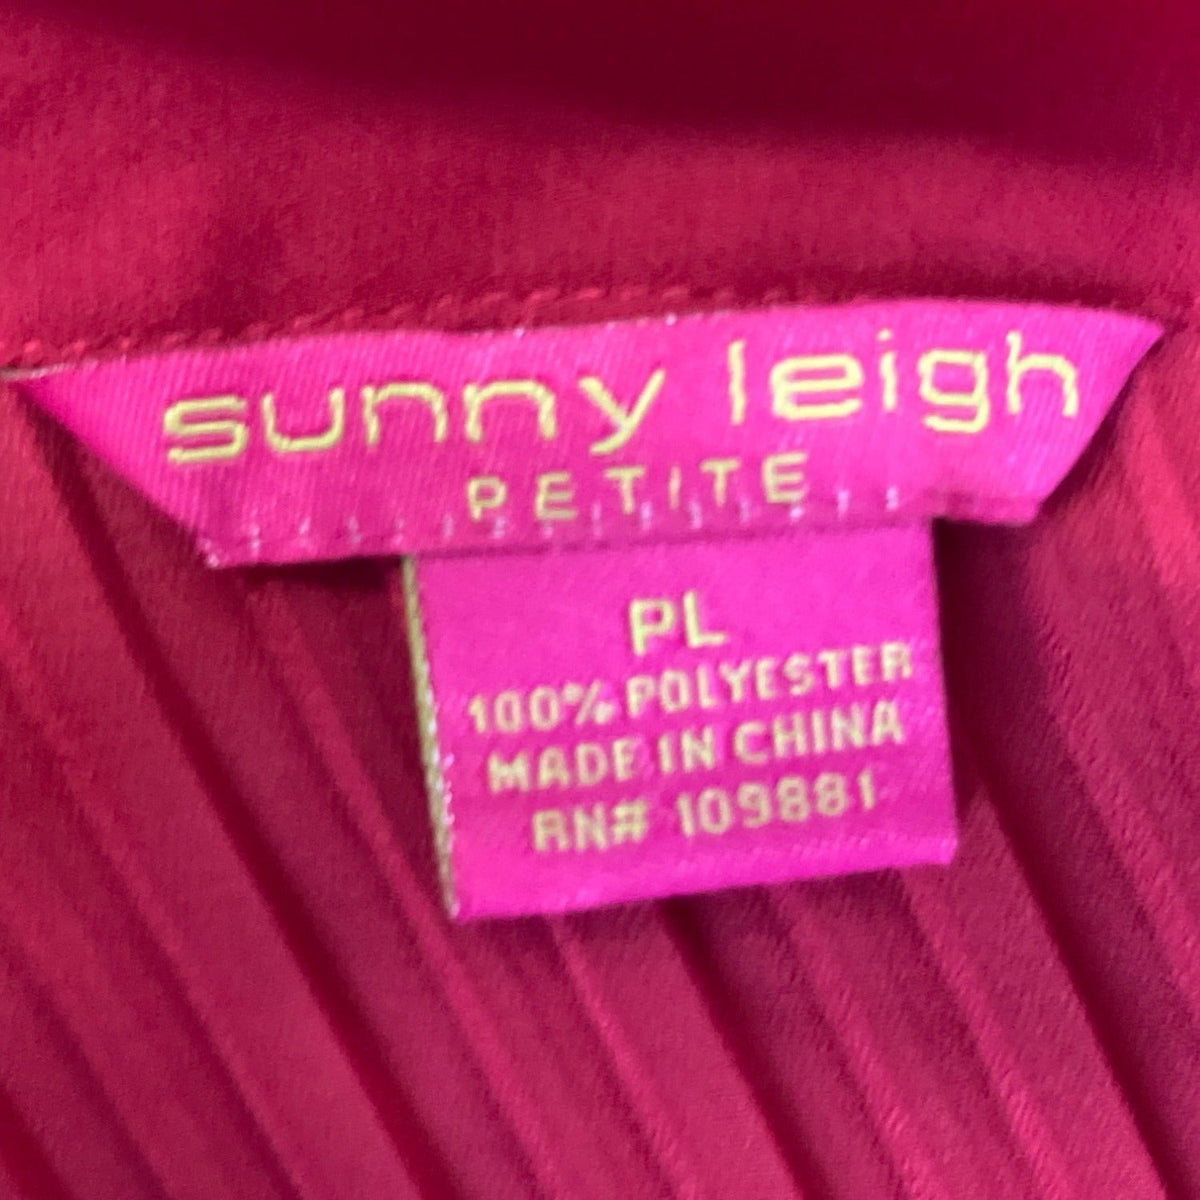 sunny leigh
PETITE
PL
100% POLYESTER
MADE IN CHINA
RN# 109881